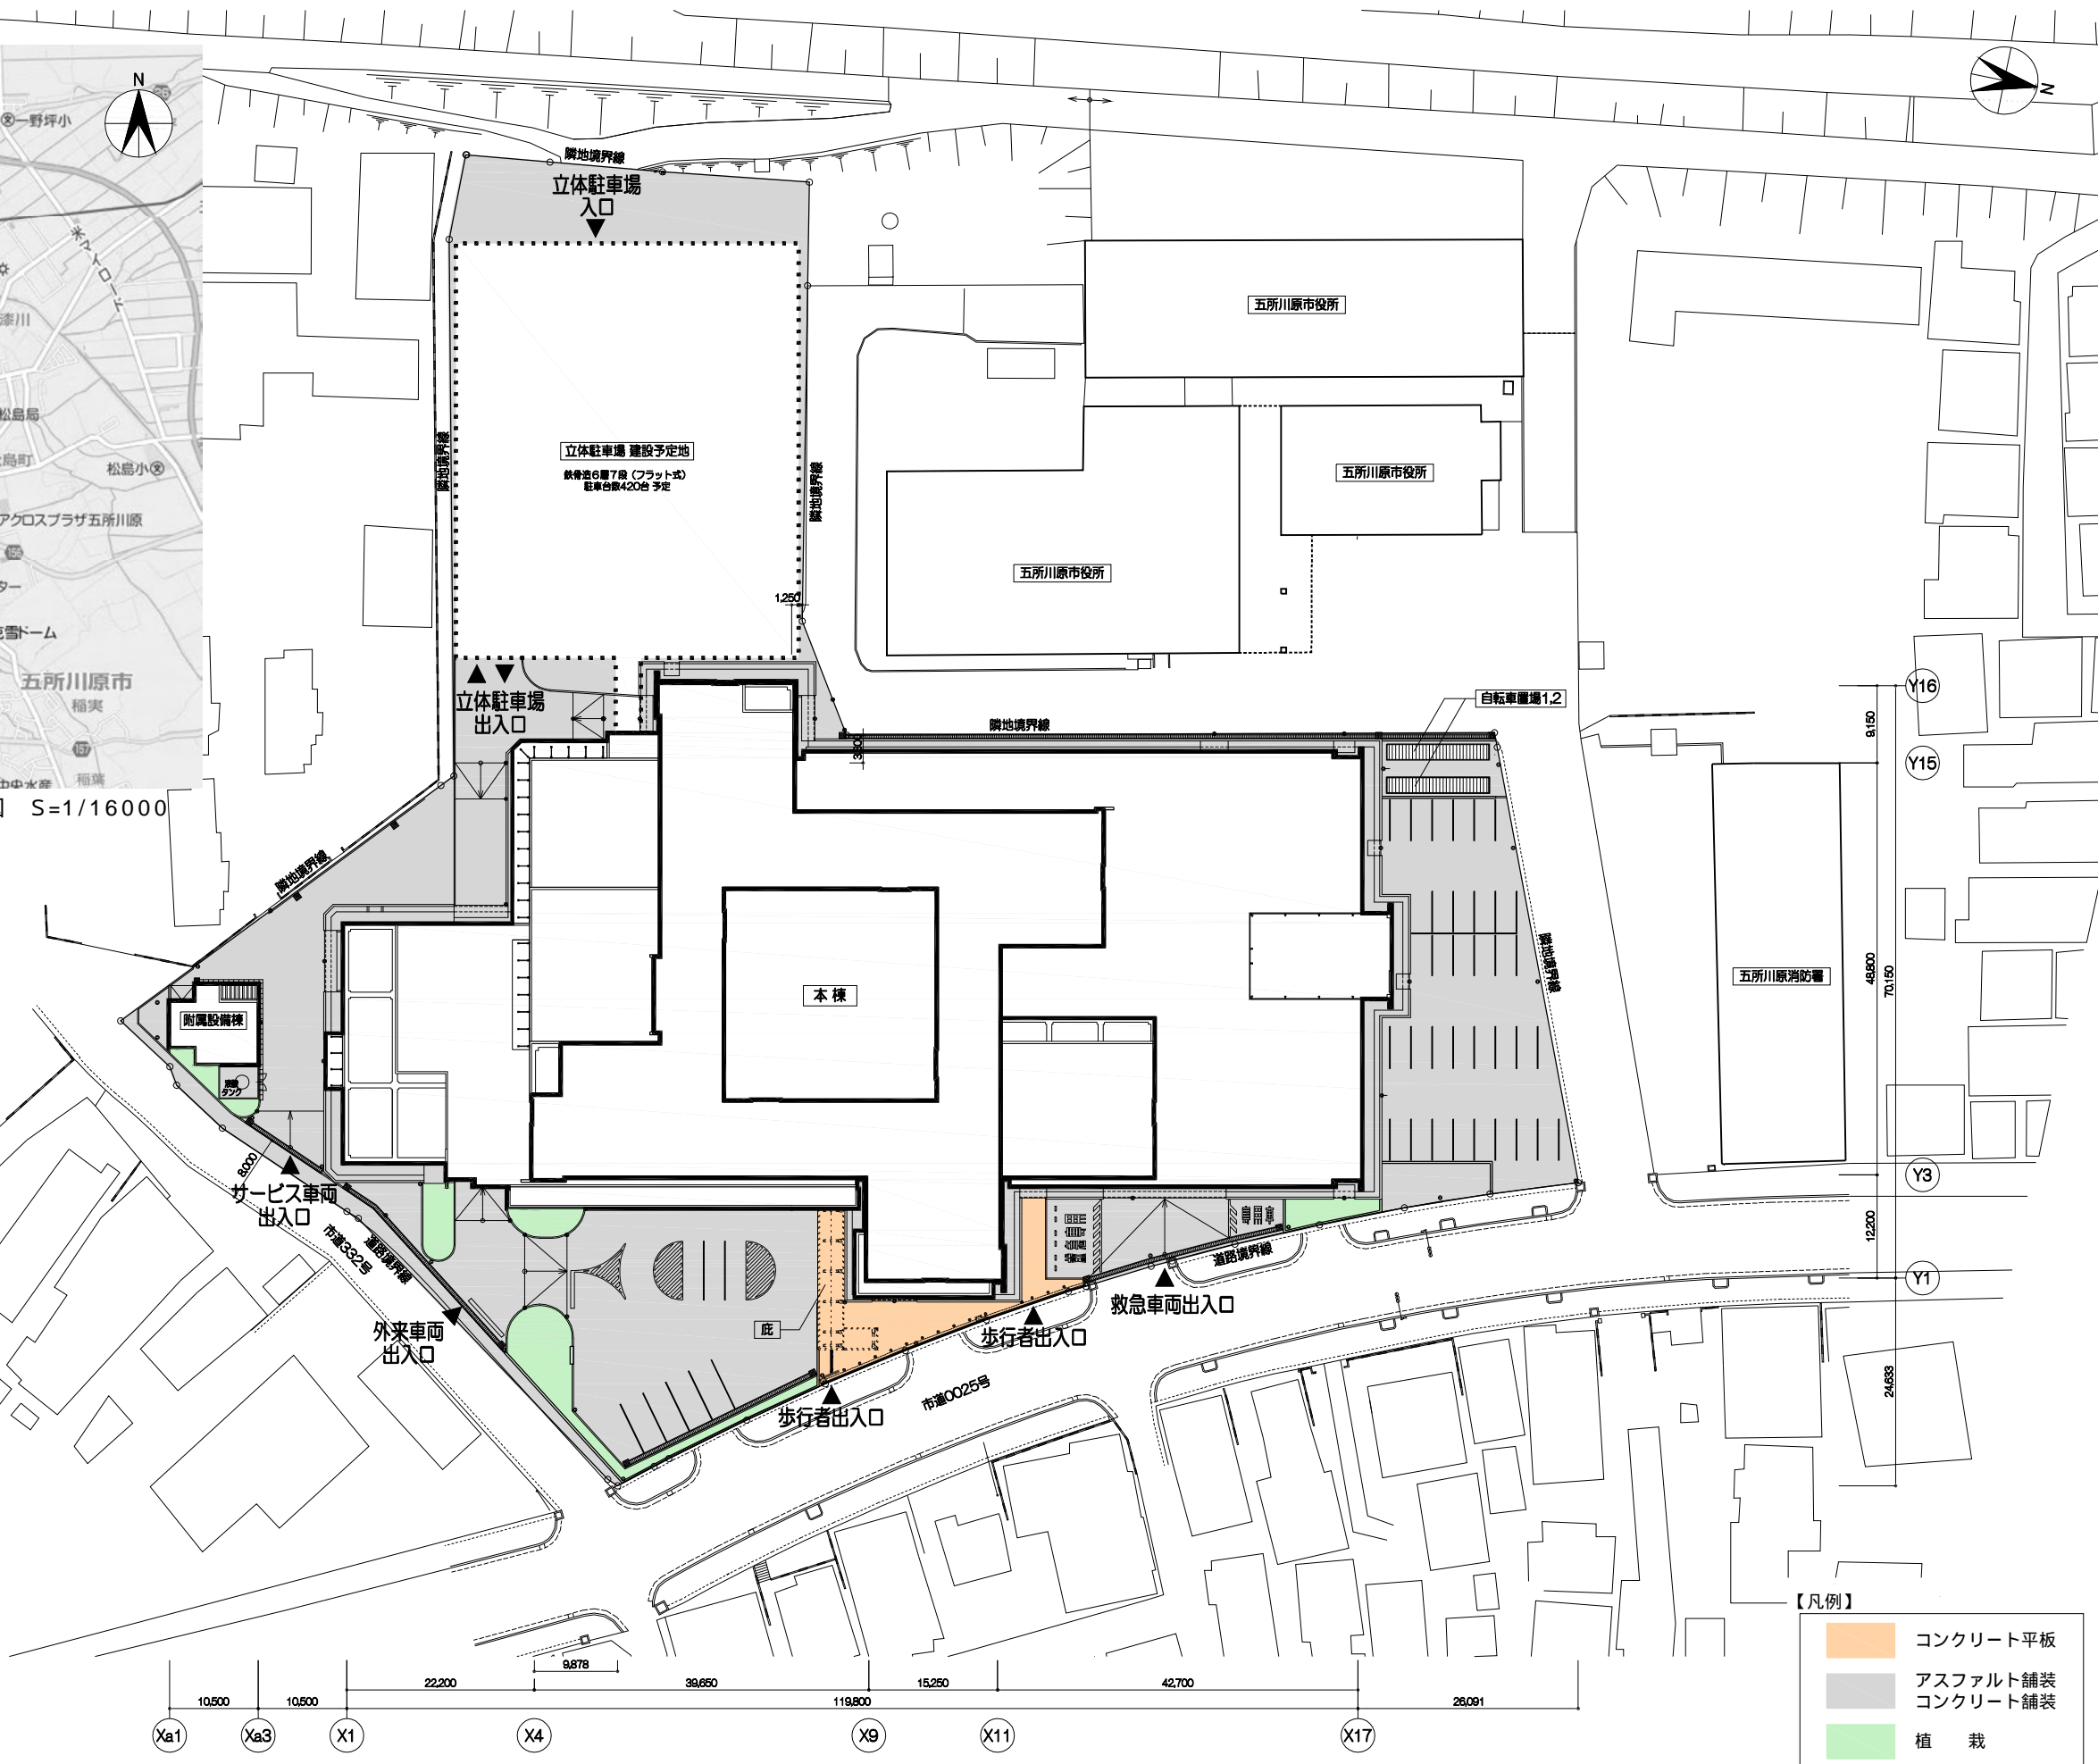 N
26
一野坪小
米マイロード
漆川
松島局
松島小
アクロスプラザ五所川原
156
ター
五所川原市
稲実
157
稲葉
中央水産
S=1/16000
N
隣地境界線
立体駐車場
入口
隣地境界線
隣地境界線
立体駐車場 建設予定地
鉄骨造6層7段（フラット式）
駐車台数420台 予定
1,250
五所川原市役所
五所川原市役所
五所川原市役所
立体駐車場
出入口
隣地境界線
自転車置場1,2
隣地境界線
隣地境界線
本 棟
附属設備棟
タンク
五所川原消防署
8,000
サービス車両
出入口
市道332号
道路境界線
外来車両
出入口
庇
歩行者出入口
歩行者出入口
救急車両出入口
道路境界線
市道0025号
Y16
9,150
Y15
48,800
70,150
Y3
12,200
Y1
24,633
9,878
22,200
39,650
15,250
42,700
10,500
10,500
119,800
26,091
Xa1
Xa3
X1
X4
X9
X11
X17
【凡例】
コンクリート平板
アスファルト舗装
コンクリート舗装
植　栽